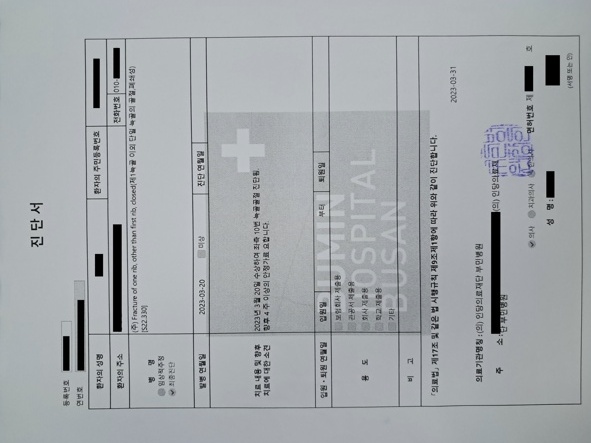 등록번호
연번호
진 단 서
환자의 성명
환자의 주민등록번호
환자의 주소
전화번호 010-
병 명
임상적추정
최종진단
(주) Fracture of one rib, other than first rib, closed(제1늑골 이외 단일 늑골의 골절,폐쇄성)
[S22.330]
발병 연월일
2023-03-20
미상
진단 연월일
치료 내용 및 향후
치료에 대한 소견
2023년 3월 20일 수상하여 좌측 10번 늑골골절 진단됨.
향후 4주 이상의 안정가료 요합니다.
입원 · 퇴원 연월일
입원일
부터
퇴원일
용 도
보험회사 제출용
관공서 제출용
회사 제출용
학교 제출용
기타
BUMIN
HOSPITAL
BUSAN
비 고
「의료법」 제17조 및 같은 법 시행규칙 제9조제1항에 따라 위와 같이 진단합니다.
2023-03-31
의료기관명칭 : (의) 인당의료재단 부민병원
주 소 :
(의) 인당의료재
단 부민병원
의사
치과의사
면허번호 제
호
성 명 :
(서명 또는 인)